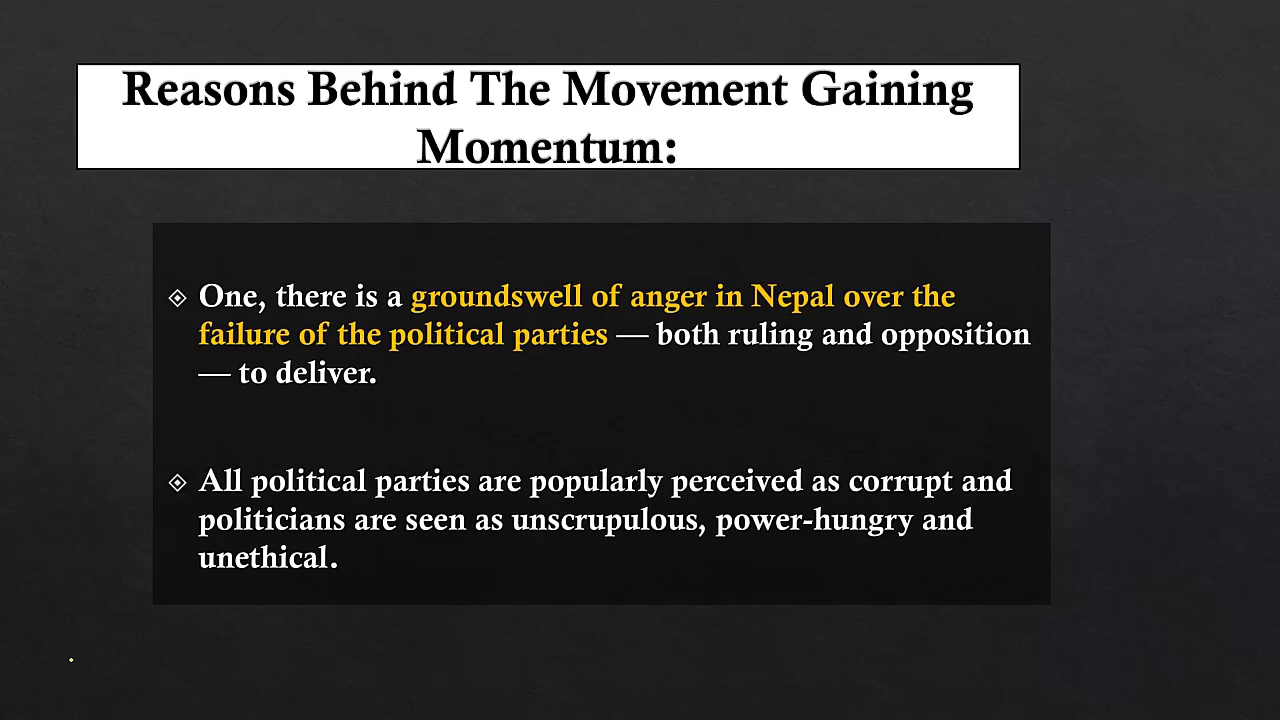 Reasons Behind The Movement Gaining
Momentum:
One, there is a groundswell of anger in Nepal over the
failure of the political parties — both ruling and opposition
— to deliver.
All political parties are popularly perceived as corrupt and
politicians are seen as unscrupulous, power-hungry and
unethical.